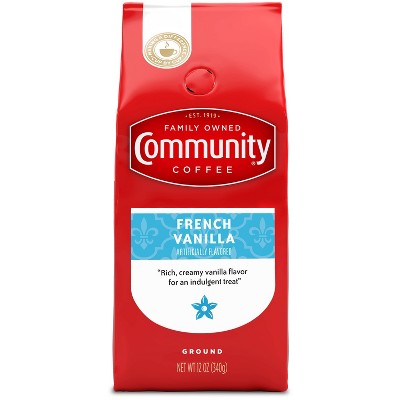 EST. 1919
FAMILY OWNED
Community®
COFFEE
FRENCH
VANILLA
ARTIFICIALLY FLAVORED
"Rich, creamy vanilla flavor
for an indulgent treat"
GROUND
NET WT 12 OZ (340g)